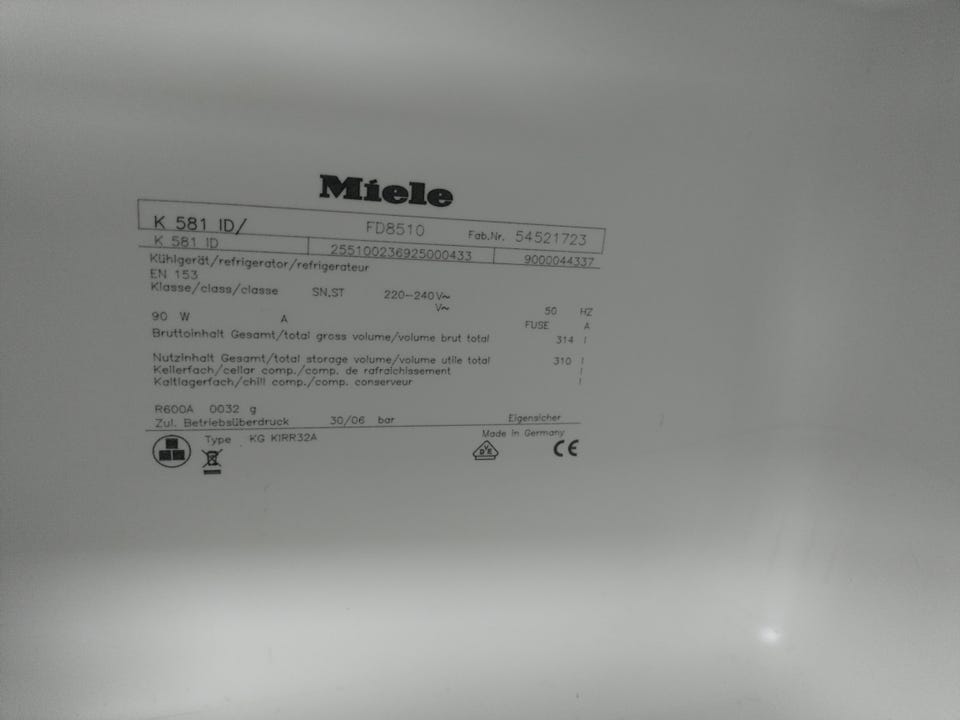 Miele
K 581 ID/ FD8510 Fab.Nr. 54521723
K 581 ID 255100236925000433 9000044337
Kühlgerät/refrigerator/refrigerateur
EN 153
Klasse/class/classe SN,ST 220-240V~
V~
50 HZ
90 W A FUSE A
Bruttoinhalt Gesamt/total gross volume/volume brut total 314 l
Nutzinhalt Gesamt/total storage volume/volume utile total 310 l
Kellerfach/cellar comp./comp. de rafraichissement l
Kaltlagerfach/chill comp./comp. conserveur l
R600A 0032 g
Zul. Betriebsüberdruck 30/06 bar Eigensicher
Type KG KIRR32A Made in Germany
DVE CE